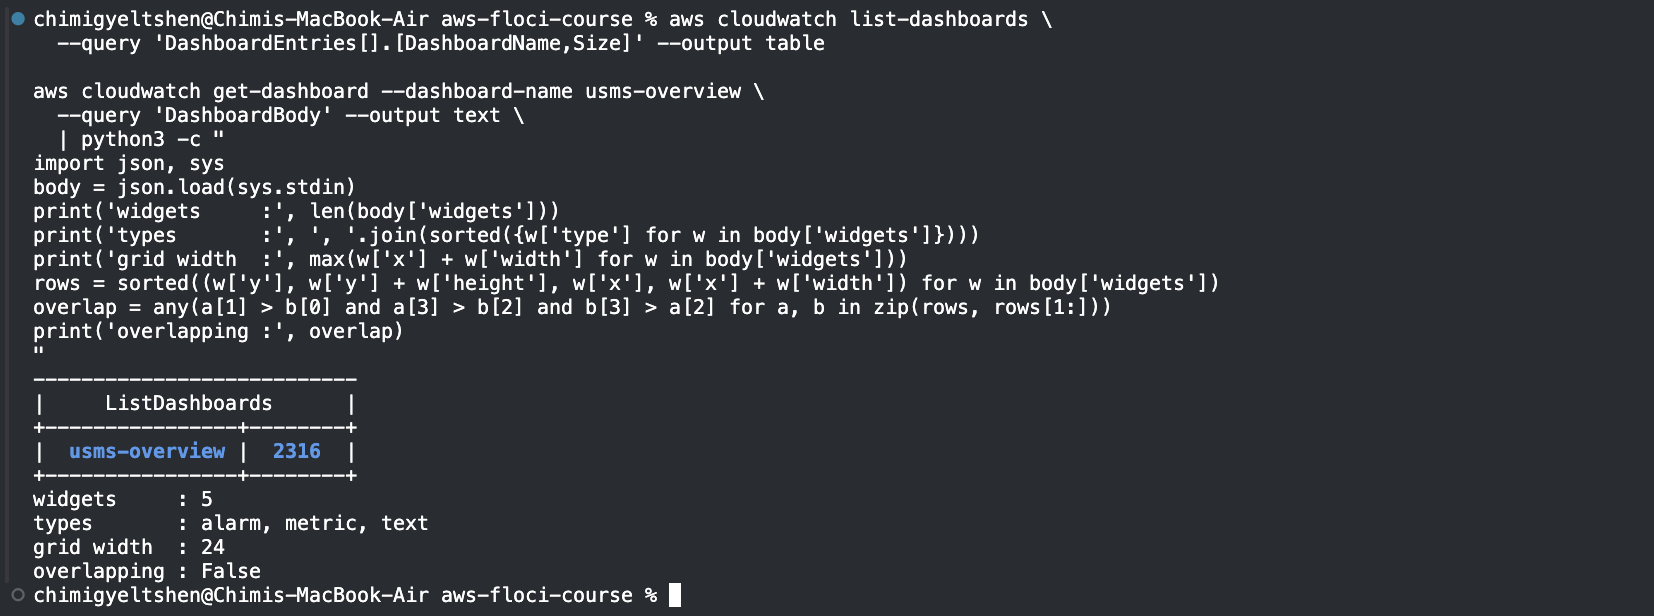 chimigyeltshen@Chimis-MacBook-Air aws-floci-course % aws cloudwatch list-dashboards \
  --query 'DashboardEntries[].[DashboardName,Size]' --output table

aws cloudwatch get-dashboard --dashboard-name usms-overview \
  --query 'DashboardBody' --output text \
  | python3 -c "
import json, sys
body = json.load(sys.stdin)
print('widgets     :', len(body['widgets']))
print('types       :', ', '.join(sorted({w['type'] for w in body['widgets']})))
print('grid width  :', max(w['x'] + w['width'] for w in body['widgets']))
rows = sorted((w['y'], w['y'] + w['height'], w['x'], w['x'] + w['width']) for w in body['widgets'])
overlap = any(a[1] > b[0] and a[3] > b[2] and b[3] > a[2] for a, b in zip(rows, rows[1:]))
print('overlapping :', overlap)
"
---------------------------
|     ListDashboards      |
+----------------+--------+
|  usms-overview |  2316  |
+----------------+--------+
widgets     : 5
types       : alarm, metric, text
grid width  : 24
overlapping : False
chimigyeltshen@Chimis-MacBook-Air aws-floci-course %